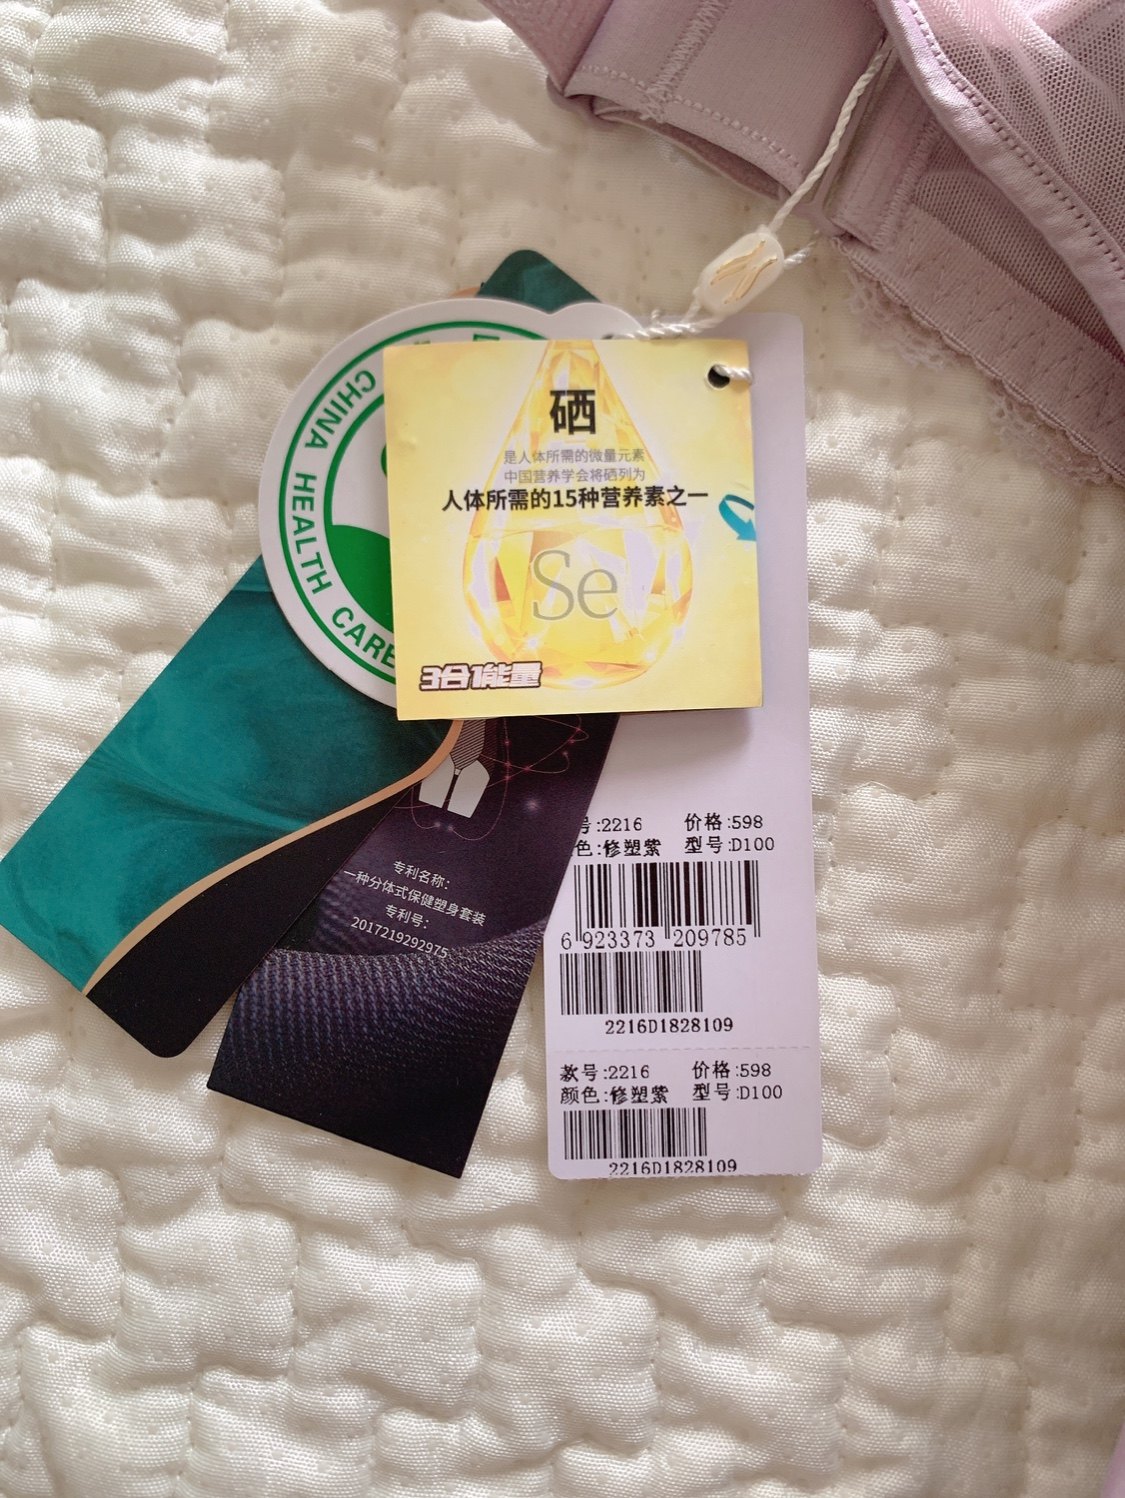 CHINA HEALTH CARE
硒
是人体所需的微量元素
中国营养学会将硒列为
人体所需的15种营养素之一
Se
3合1能量
专利名称：
一种分体式保健塑身套装
专利号：
2017219292975
号:2216 价格:598
色:修塑紫 型号:D100
6 923373 209785
2216D1828109
款号:2216 价格:598
颜色:修塑紫 型号:D100
2216D1828109